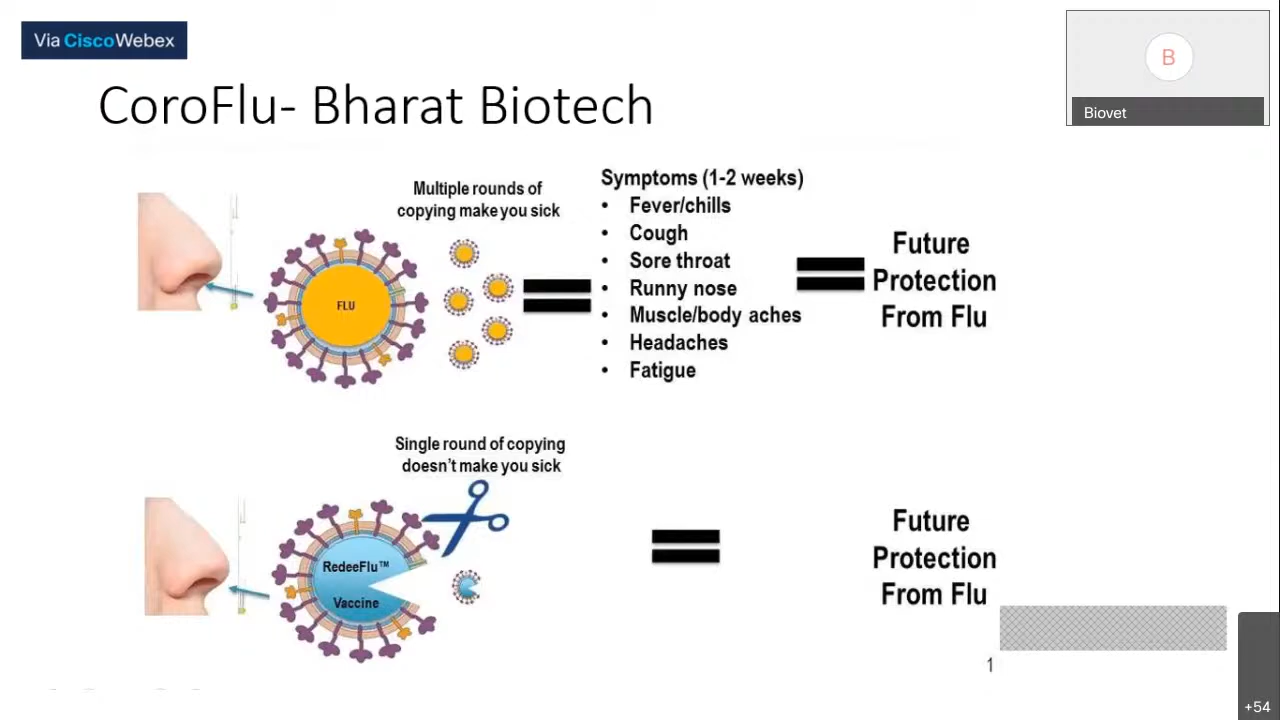 Via CiscoWebex
CoroFlu- Bharat Biotech
B
Biovet
Multiple rounds of
copying make you sick
FLU
Symptoms (1-2 weeks)
• Fever/chills
• Cough
• Sore throat
• Runny nose
• Muscle/body aches
• Headaches
• Fatigue
Future
Protection
From Flu
Single round of copying
doesn't make you sick
RedeeFlu™
Vaccine
Future
Protection
From Flu
1
+54